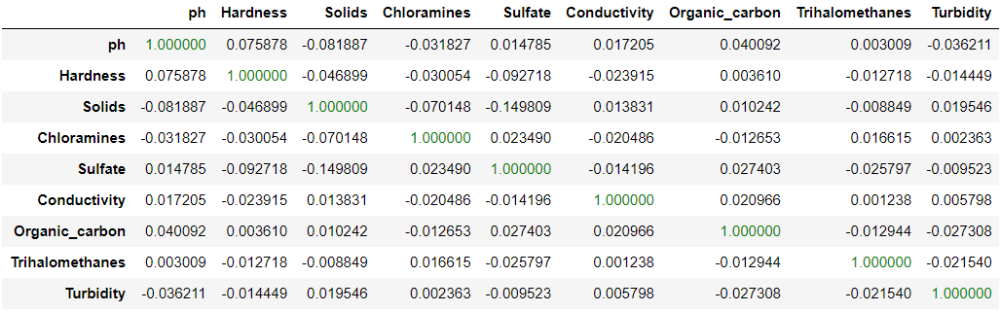 ph Hardness Solids Chloramines Sulfate Conductivity Organic_carbon Trihalomethanes Turbidity
ph 1.000000 0.075878 -0.081887 -0.031827 0.014785 0.017205 0.040092 0.003009 -0.036211
Hardness 0.075878 1.000000 -0.046899 -0.030054 -0.092718 -0.023915 0.003610 -0.012718 -0.014449
Solids -0.081887 -0.046899 1.000000 -0.070148 -0.149809 0.013831 0.010242 -0.008849 0.019546
Chloramines -0.031827 -0.030054 -0.070148 1.000000 0.023490 -0.020486 -0.012653 0.016615 0.002363
Sulfate 0.014785 -0.092718 -0.149809 0.023490 1.000000 -0.014196 0.027403 -0.025797 -0.009523
Conductivity 0.017205 -0.023915 0.013831 -0.020486 -0.014196 1.000000 0.020966 0.001238 0.005798
Organic_carbon 0.040092 0.003610 0.010242 -0.012653 0.027403 0.020966 1.000000 -0.012944 -0.027308
Trihalomethanes 0.003009 -0.012718 -0.008849 0.016615 -0.025797 0.001238 -0.012944 1.000000 -0.021540
Turbidity -0.036211 -0.014449 0.019546 0.002363 -0.009523 0.005798 -0.027308 -0.021540 1.000000